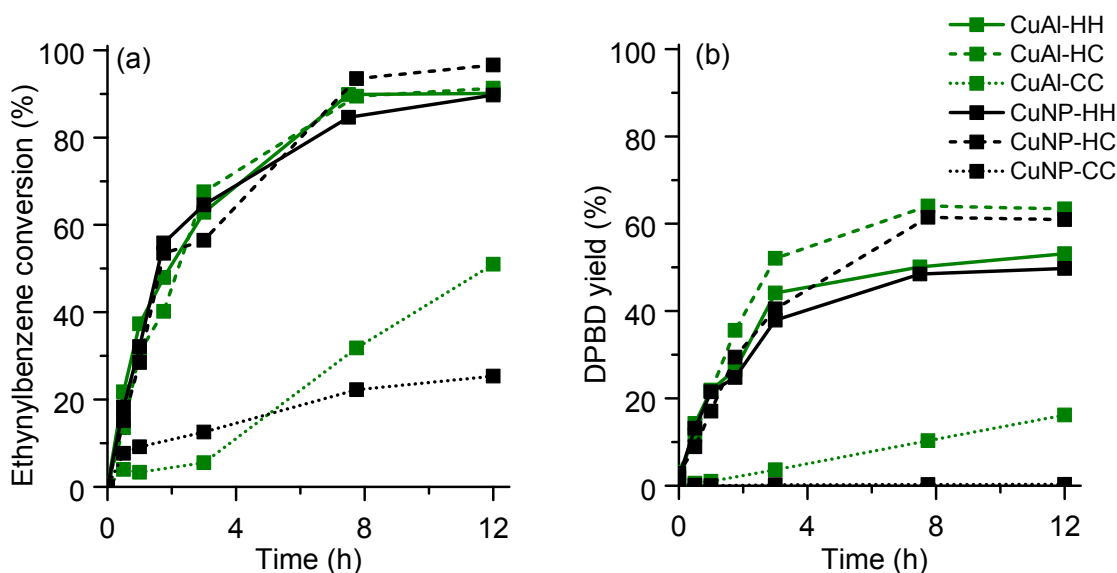 (a)
Ethynylbenzene conversion (%)
100
80
60
40
20
0
0 4 8 12
Time (h)
(b)
DPBD yield (%)
100
80
60
40
20
0
0 4 8 12
Time (h)
CuAl-HH
CuAl-HC
CuAl-CC
CuNP-HH
CuNP-HC
CuNP-CC